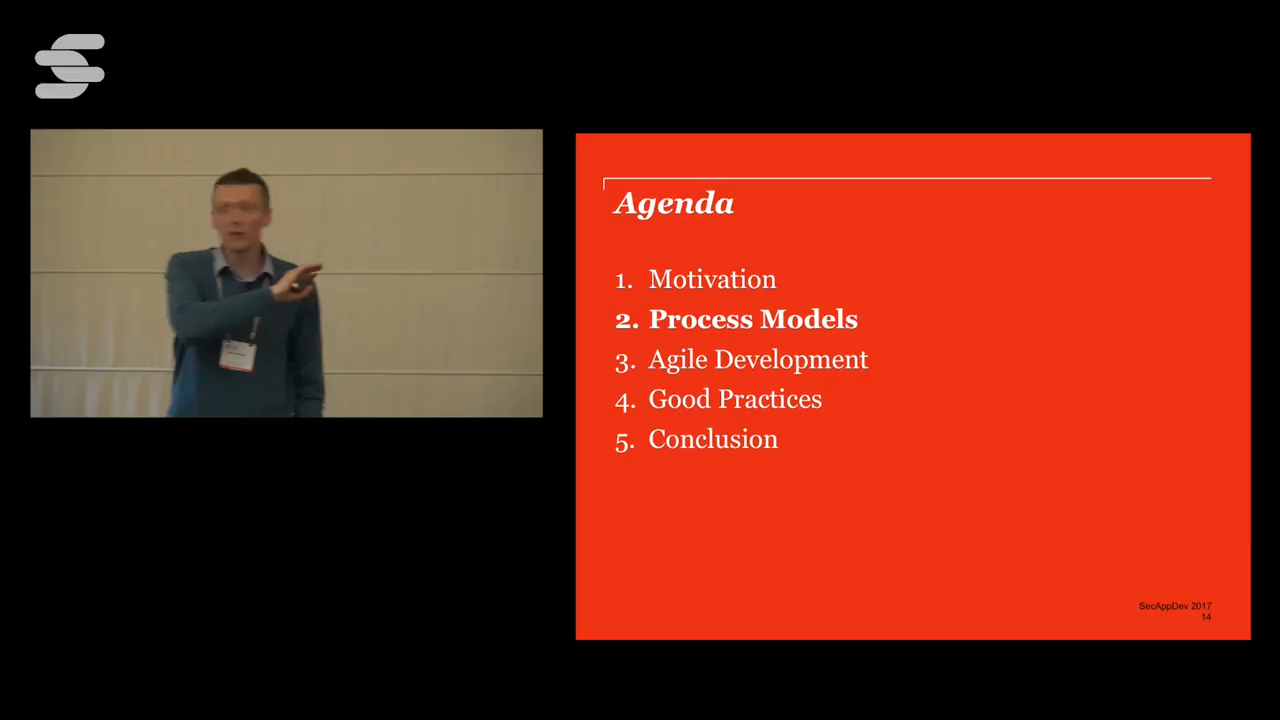 Agenda
1. Motivation
2. Process Models
3. Agile Development
4. Good Practices
5. Conclusion
SecAppDev 2017
14